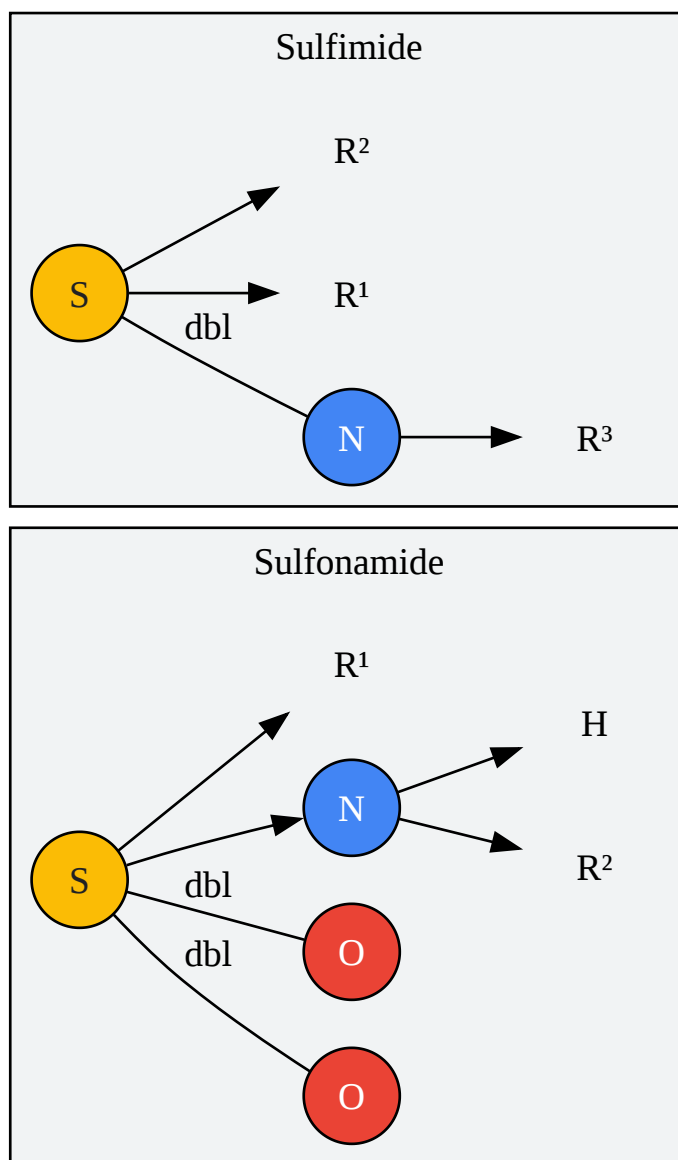 Sulfimide
R²
S
R¹
dbl
N
R³
Sulfonamide
R¹
H
N
R²
S
dbl
O
dbl
O